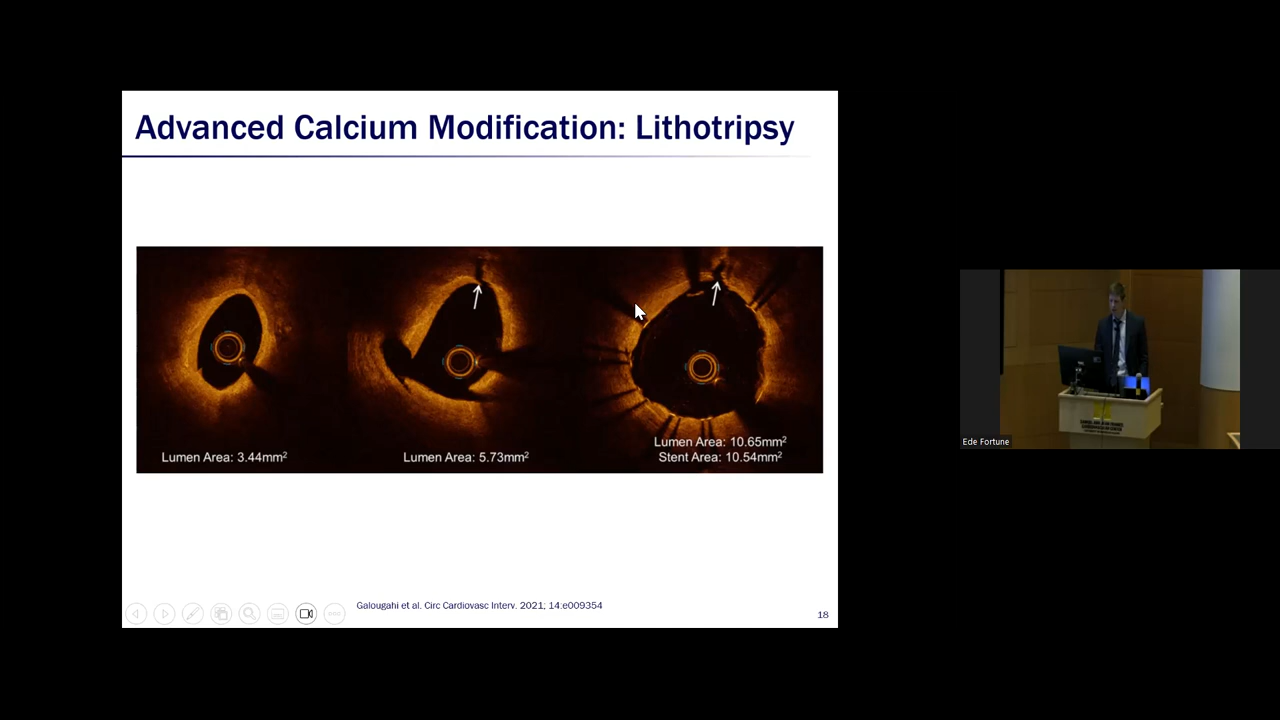 Advanced Calcium Modification: Lithotripsy
Lumen Area: 3.44mm²
Lumen Area: 5.73mm²
Lumen Area: 10.65mm²
Stent Area: 10.54mm²
Galougahi et al. Circ Cardiovasc Interv. 2021; 14:e009354
18
Ede Fortune